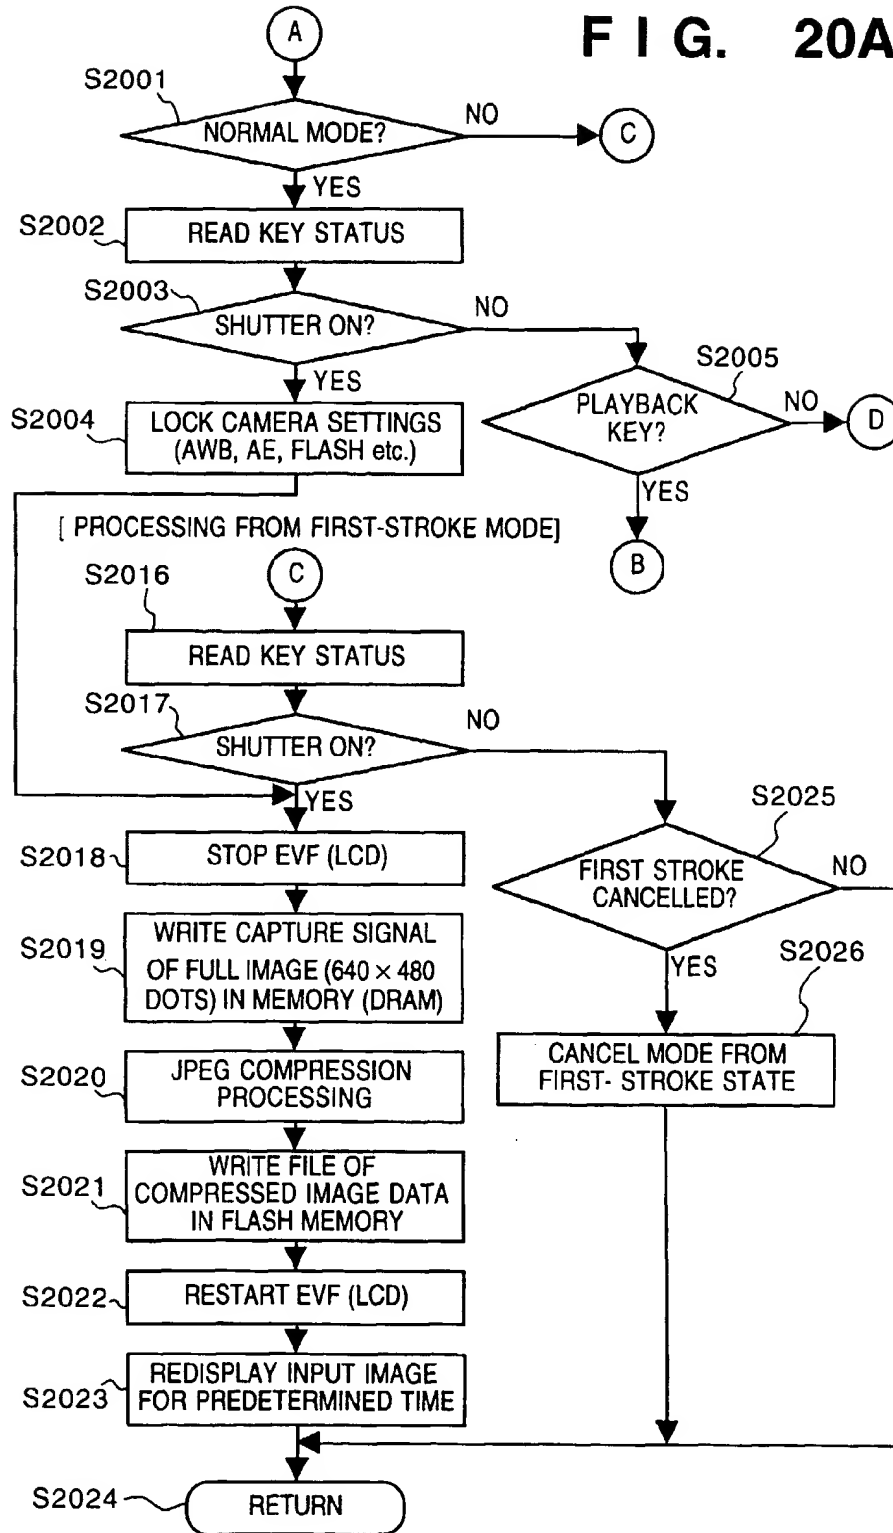 A
F I G. 20A
S2001
NORMAL MODE?
NO
C
YES
S2002
READ KEY STATUS
S2003
SHUTTER ON?
NO
YES
S2005
PLAYBACK
KEY?
NO
D
S2004
LOCK CAMERA SETTINGS
(AWB, AE, FLASH etc.)
YES
B
[ PROCESSING FROM FIRST-STROKE MODE]
C
S2016
READ KEY STATUS
S2017
SHUTTER ON?
NO
YES
S2025
FIRST STROKE
CANCELLED?
NO
YES
S2018
STOP EVF (LCD)
S2019
WRITE CAPTURE SIGNAL
OF FULL IMAGE (640 × 480
DOTS) IN MEMORY (DRAM)
S2026
CANCEL MODE FROM
FIRST- STROKE STATE
S2020
JPEG COMPRESSION
PROCESSING
S2021
WRITE FILE OF
COMPRESSED IMAGE DATA
IN FLASH MEMORY
S2022
RESTART EVF (LCD)
S2023
REDISPLAY INPUT IMAGE
FOR PREDETERMINED TIME
S2024
RETURN